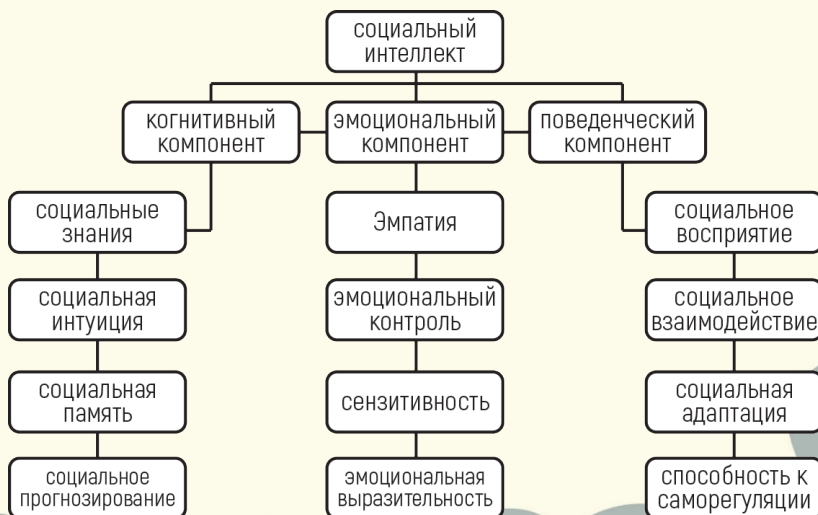 социальный
интеллект
когнитивный
компонент
эмоциональный
компонент
поведенческий
компонент
социальные
знания
Эмпатия
социальное
восприятие
социальная
интуиция
эмоциональный
контроль
социальное
взаимодействие
социальная
память
сензитивность
социальная
адаптация
социальное
прогнозирование
эмоциональная
выразительность
способность к
саморегуляции